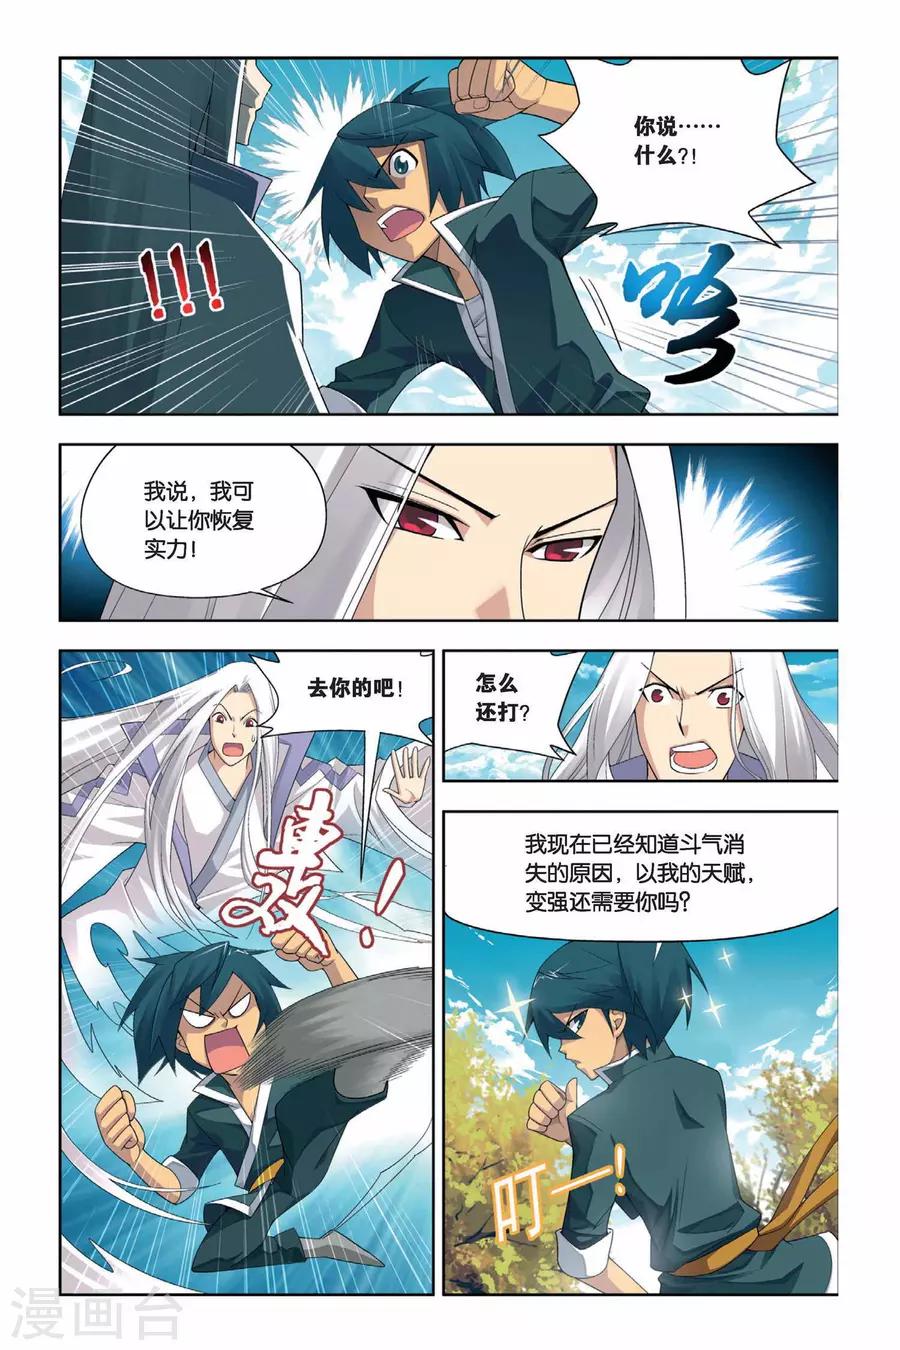 你说……
什么?!
!!!
呜
我说，我可
以让你恢复
实力！
去你的吧！
轰！
怎么
还打？
我现在已经知道斗气消
失的原因，以我的天赋，
变强还需要你吗？
叮一！
漫画台